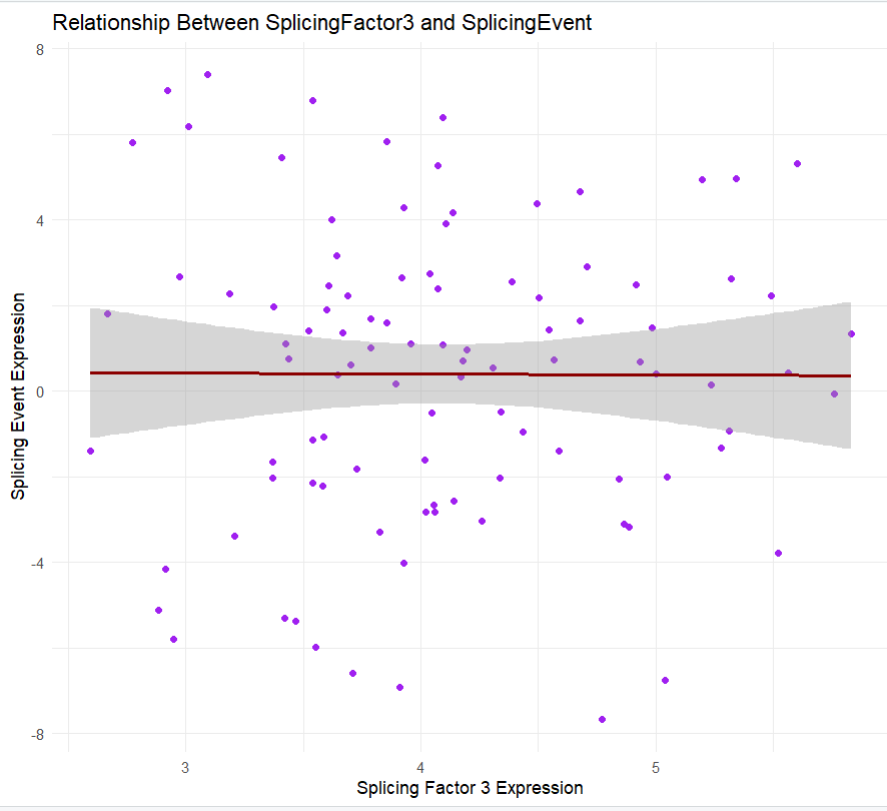 Relationship Between SplicingFactor3 and SplicingEvent
8
4
0
-4
-8
Splicing Event Expression
3 4 5
Splicing Factor 3 Expression